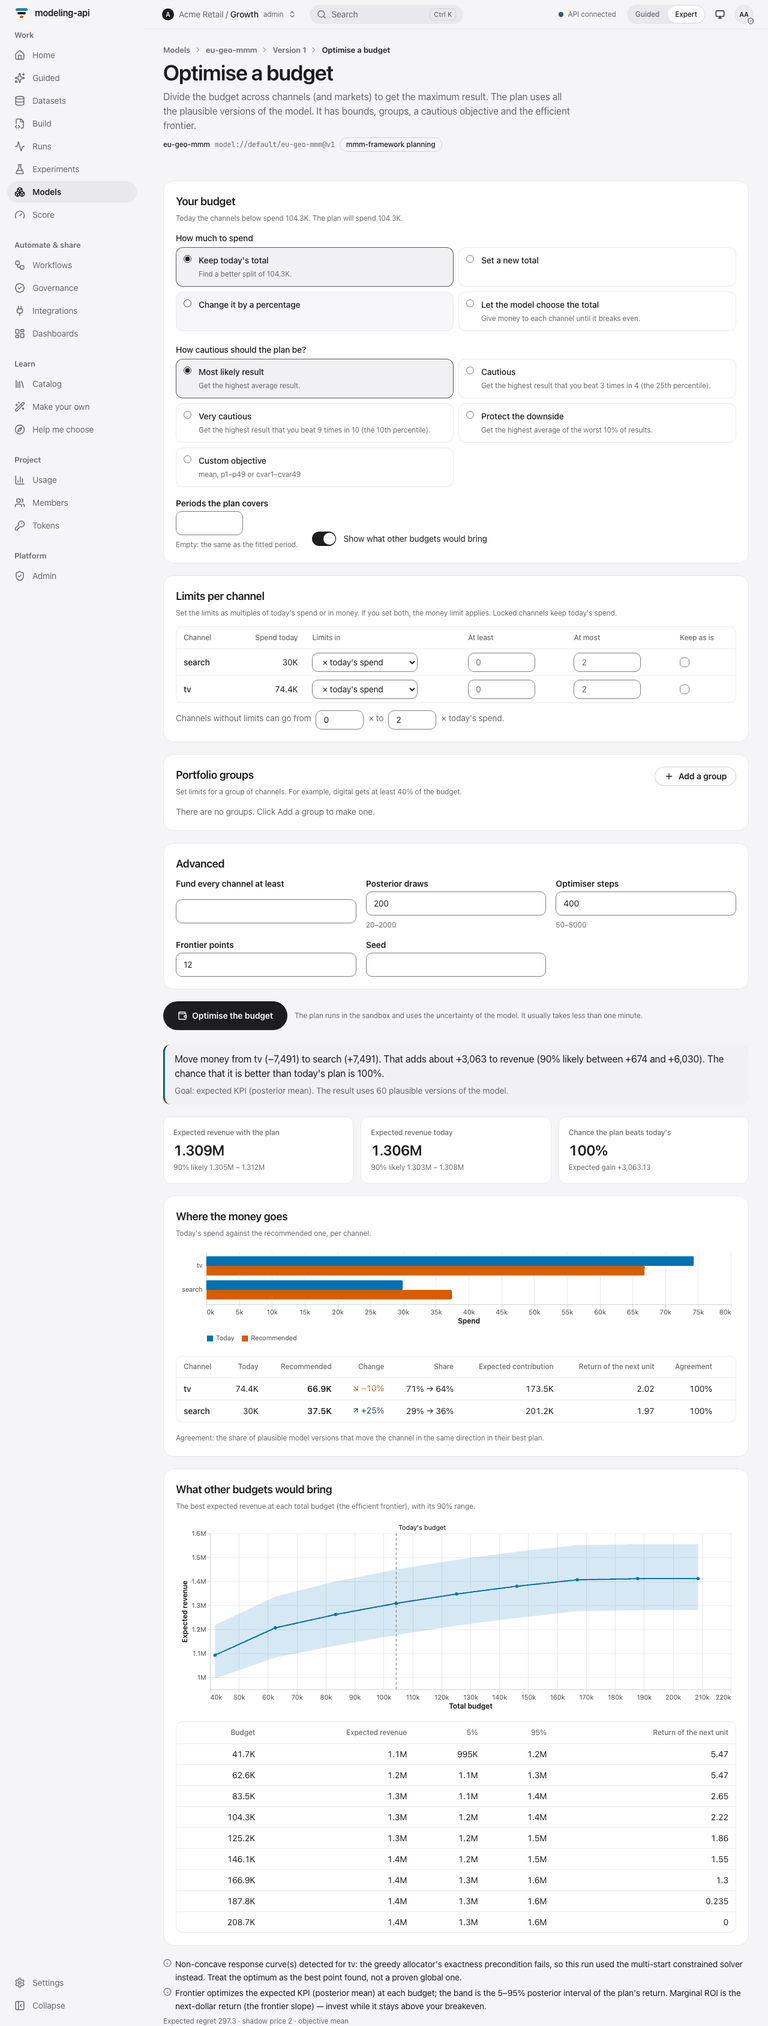 modeling-api
Work
Home
Guided
Datasets
Build
Runs
Experiments
Models
Score
Automate & share
Workflows
Governance
Integrations
Dashboards
Learn
Catalog
Make your own
Help me choose
Project
Usage
Members
Tokens
Platform
Admin
Settings
Collapse
A Acme Retail / Growth admin
Search Ctrl K
API connected
Guided Expert
AA
Models > eu-geo-mmm > Version 1 > Optimise a budget
Optimise a budget
Divide the budget across channels (and markets) to get the maximum result. The plan uses all
the plausible versions of the model. It has bounds, groups, a cautious objective and the efficient
frontier.
eu-geo-mmm model://default/eu-geo-mmm@v1 mmm-framework planning
Your budget
Today the channels below spend 104.3K. The plan will spend 104.3K.
How much to spend
Keep today's total
Find a better split of 104.3K.
Set a new total
Change it by a percentage
Let the model choose the total
Give money to each channel until it breaks even.
How cautious should the plan be?
Most likely result
Get the highest average result.
Cautious
Get the highest result that you beat 3 times in 4 (the 25th percentile).
Very cautious
Get the highest result that you beat 9 times in 10 (the 10th percentile).
Protect the downside
Get the highest average of the worst 10% of results.
Custom objective
mean, p1–p49 or cvar1–cvar49
Periods the plan covers
Empty: the same as the fitted period.
Show what other budgets would bring
Limits per channel
Set the limits as multiples of today's spend or in money. If you set both, the money limit applies. Locked channels keep today's spend.
Channel Spend today Limits in At least At most Keep as is
search 30K × today's spend 0 2
tv 74.4K × today's spend 0 2
Channels without limits can go from 0 × to 2 × today's spend.
Portfolio groups
+ Add a group
Set limits for a group of channels. For example, digital gets at least 40% of the budget.
There are no groups. Click Add a group to make one.
Advanced
Fund every channel at least
Posterior draws
200
20–2000
Optimiser steps
400
50–5000
Frontier points
12
Seed
Optimise the budget
The plan runs in the sandbox and uses the uncertainty of the model. It usually takes less than one minute.
Move money from tv (−7,491) to search (+7,491). That adds about +3,063 to revenue (90% likely between +674 and +6,030). The
chance that it is better than today's plan is 100%.
Goal: expected KPI (posterior mean). The result uses 60 plausible versions of the model.
Expected revenue with the plan
1.309M
90% likely 1.305M – 1.312M
Expected revenue today
1.306M
90% likely 1.303M – 1.308M
Chance the plan beats today's
100%
Expected gain +3,063.13
Where the money goes
Today's spend against the recommended one, per channel.
tv
search
0k 5k 10k 15k 20k 25k 30k 35k 40k 45k 50k 55k 60k 65k 70k 75k 80k
Spend
Today Recommended
Channel Today Recommended Change Share Expected contribution Return of the next unit Agreement
tv 74.4K 66.9K ↘ −10% 71% → 64% 173.5K 2.02 100%
search 30K 37.5K ↗ +25% 29% → 36% 201.2K 1.97 100%
Agreement: the share of plausible model versions that move the channel in the same direction in their best plan.
What other budgets would bring
The best expected revenue at each total budget (the efficient frontier), with its 90% range.
Today's budget
Expected revenue
1.6M
1.5M
1.4M
1.3M
1.2M
1.1M
1M
40k 50k 60k 70k 80k 90k 100k 110k 120k 130k 140k 150k 160k 170k 180k 190k 200k 210k 220k
Total budget
Budget Expected revenue 5% 95% Return of the next unit
41.7K 1.1M 995K 1.2M 5.47
62.6K 1.2M 1.1M 1.3M 5.47
83.5K 1.3M 1.1M 1.4M 2.65
104.3K 1.3M 1.2M 1.4M 2.22
125.2K 1.3M 1.2M 1.5M 1.86
146.1K 1.4M 1.2M 1.5M 1.55
166.9K 1.4M 1.3M 1.6M 1.3
187.8K 1.4M 1.3M 1.6M 0.235
208.7K 1.4M 1.3M 1.6M 0
Non-concave response curve(s) detected for tv: the greedy allocator's exactness precondition fails, so this run used the multi-start constrained solver
instead. Treat the optimum as the best point found, not a proven global one.
Frontier optimizes the expected KPI (posterior mean) at each budget; the band is the 5–95% posterior interval of the plan's return. Marginal ROI is the
next-dollar return (the frontier slope) — invest while it stays above your breakeven.
Expected regret 297.3 · shadow price 2 · objective mean